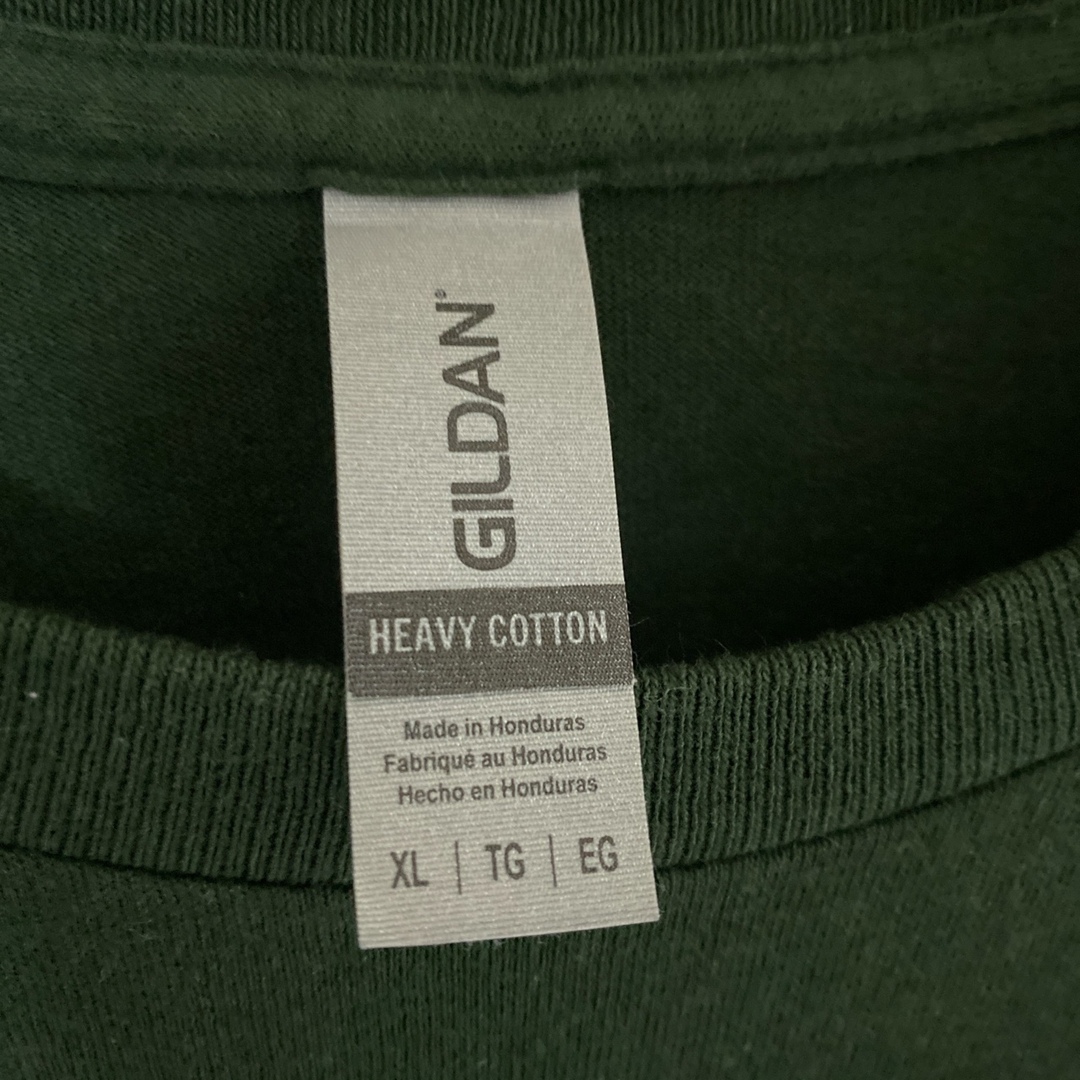 GILDAN®
HEAVY COTTON
Made in Honduras
Fabriqué au Honduras
Hecho en Honduras
XL | TG | EG